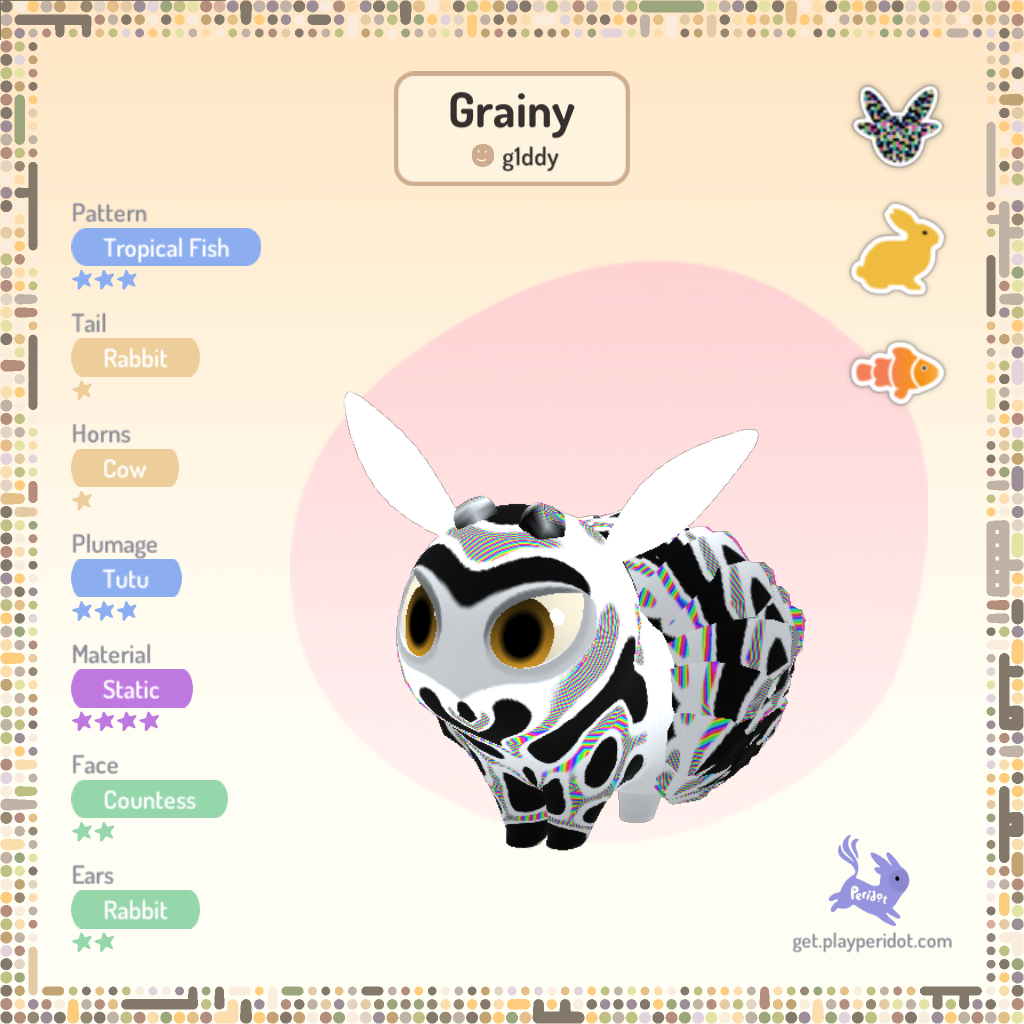 Grainy
g1ddy
Pattern
Tropical Fish
Tail
Rabbit
Horns
Cow
Plumage
Tutu
Material
Static
Face
Countess
Ears
Rabbit
Peridot
get.playperidot.com